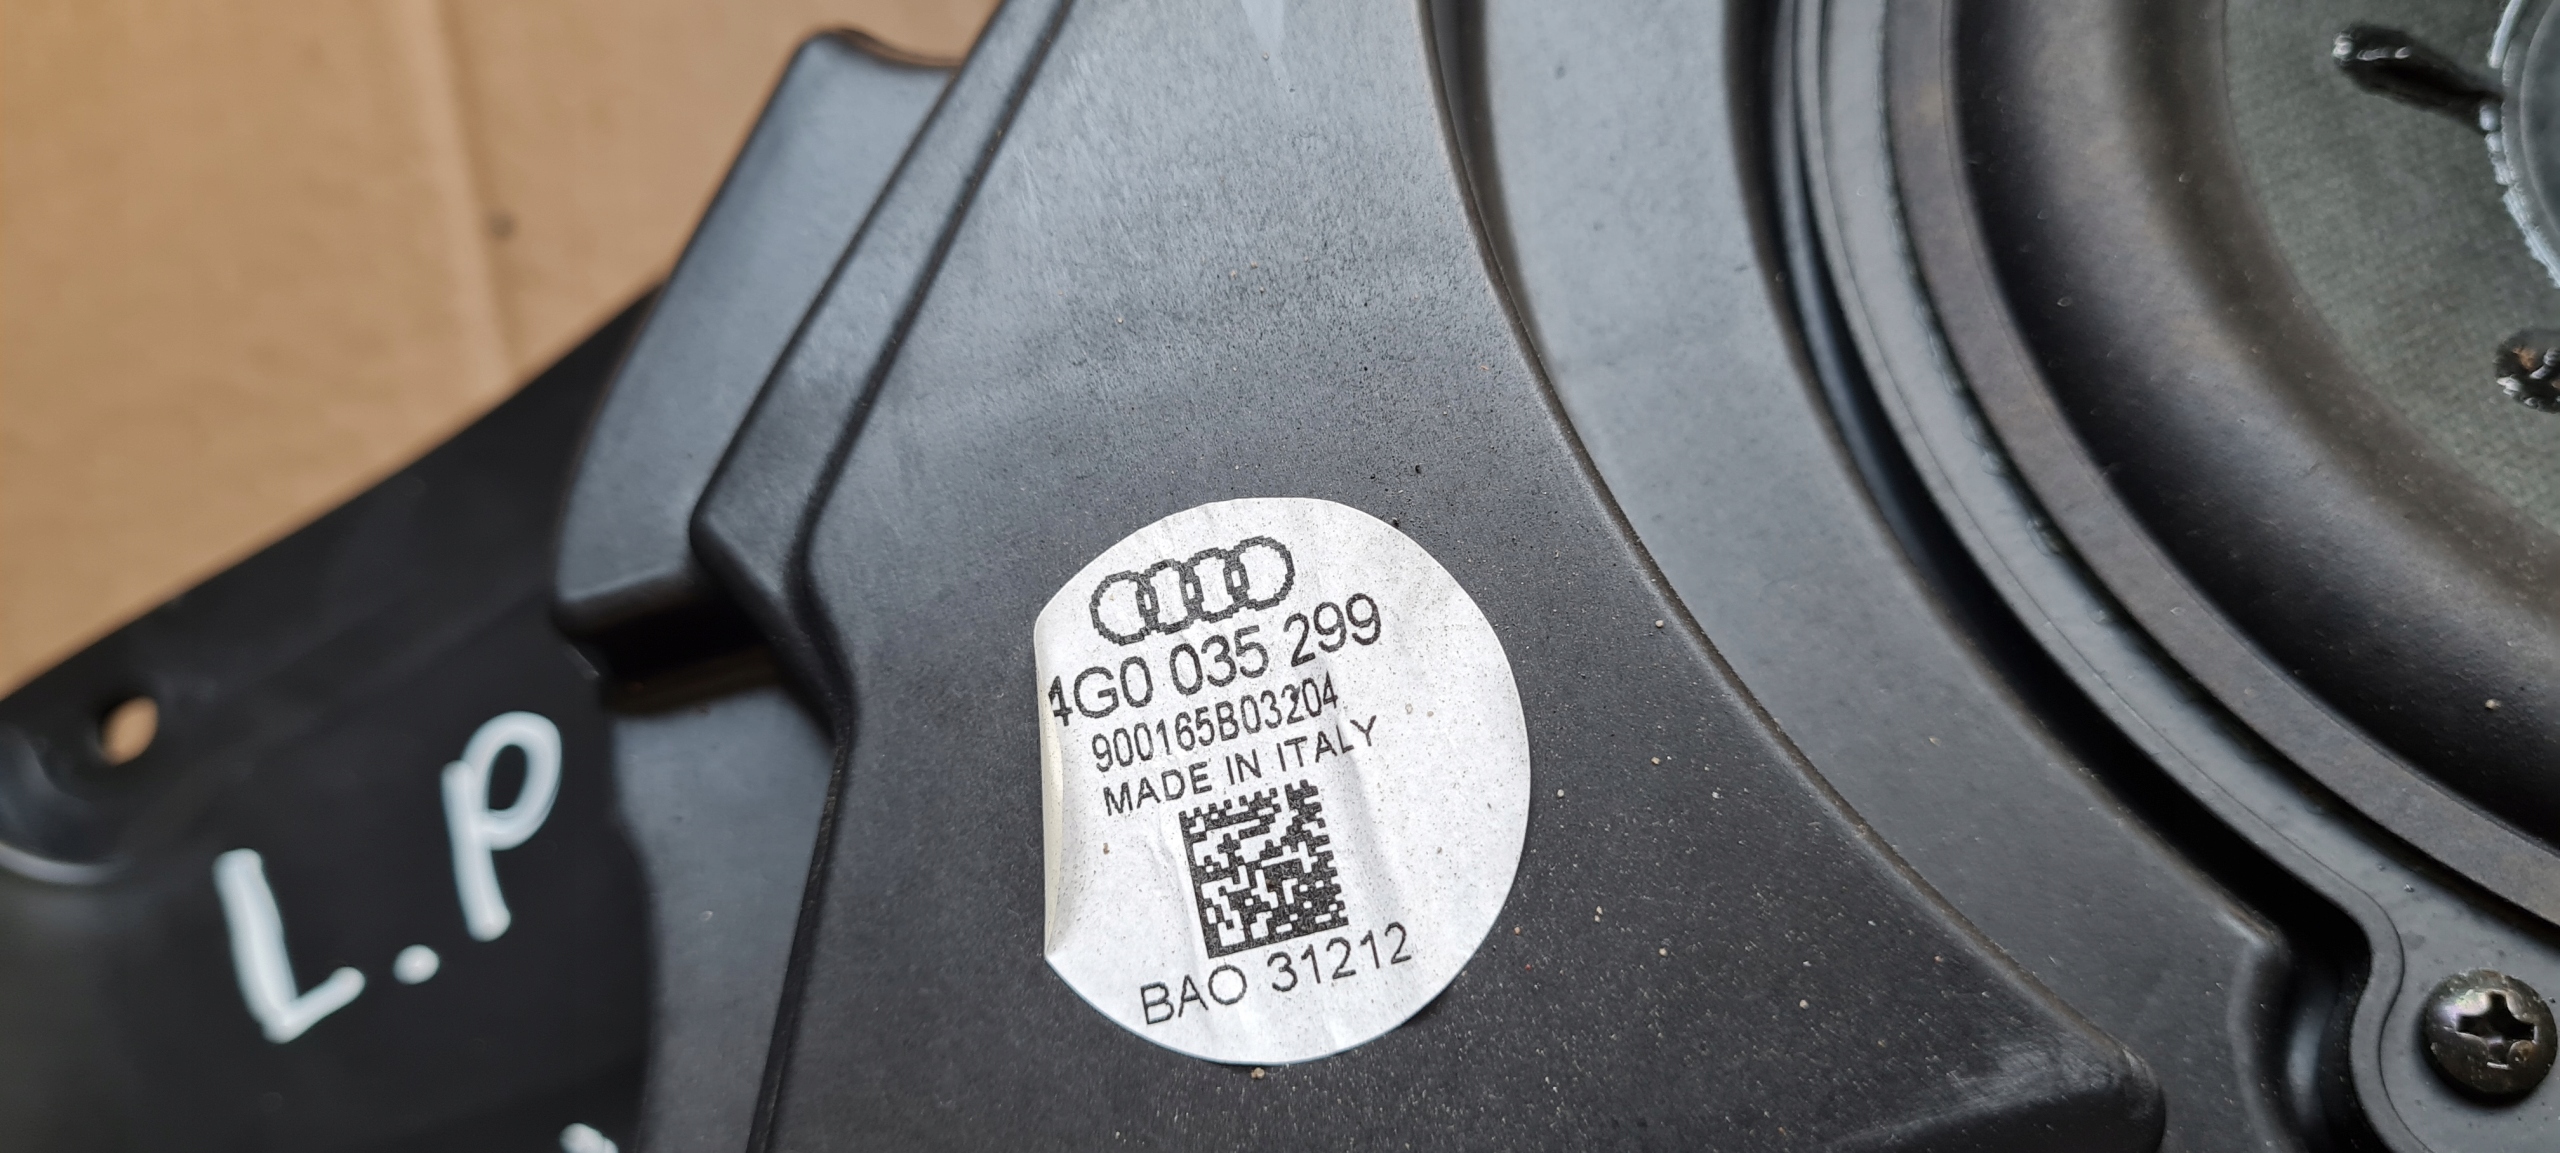 4G0 035 299
900165B03204
MADE IN ITALY
BAO 31212
L.P